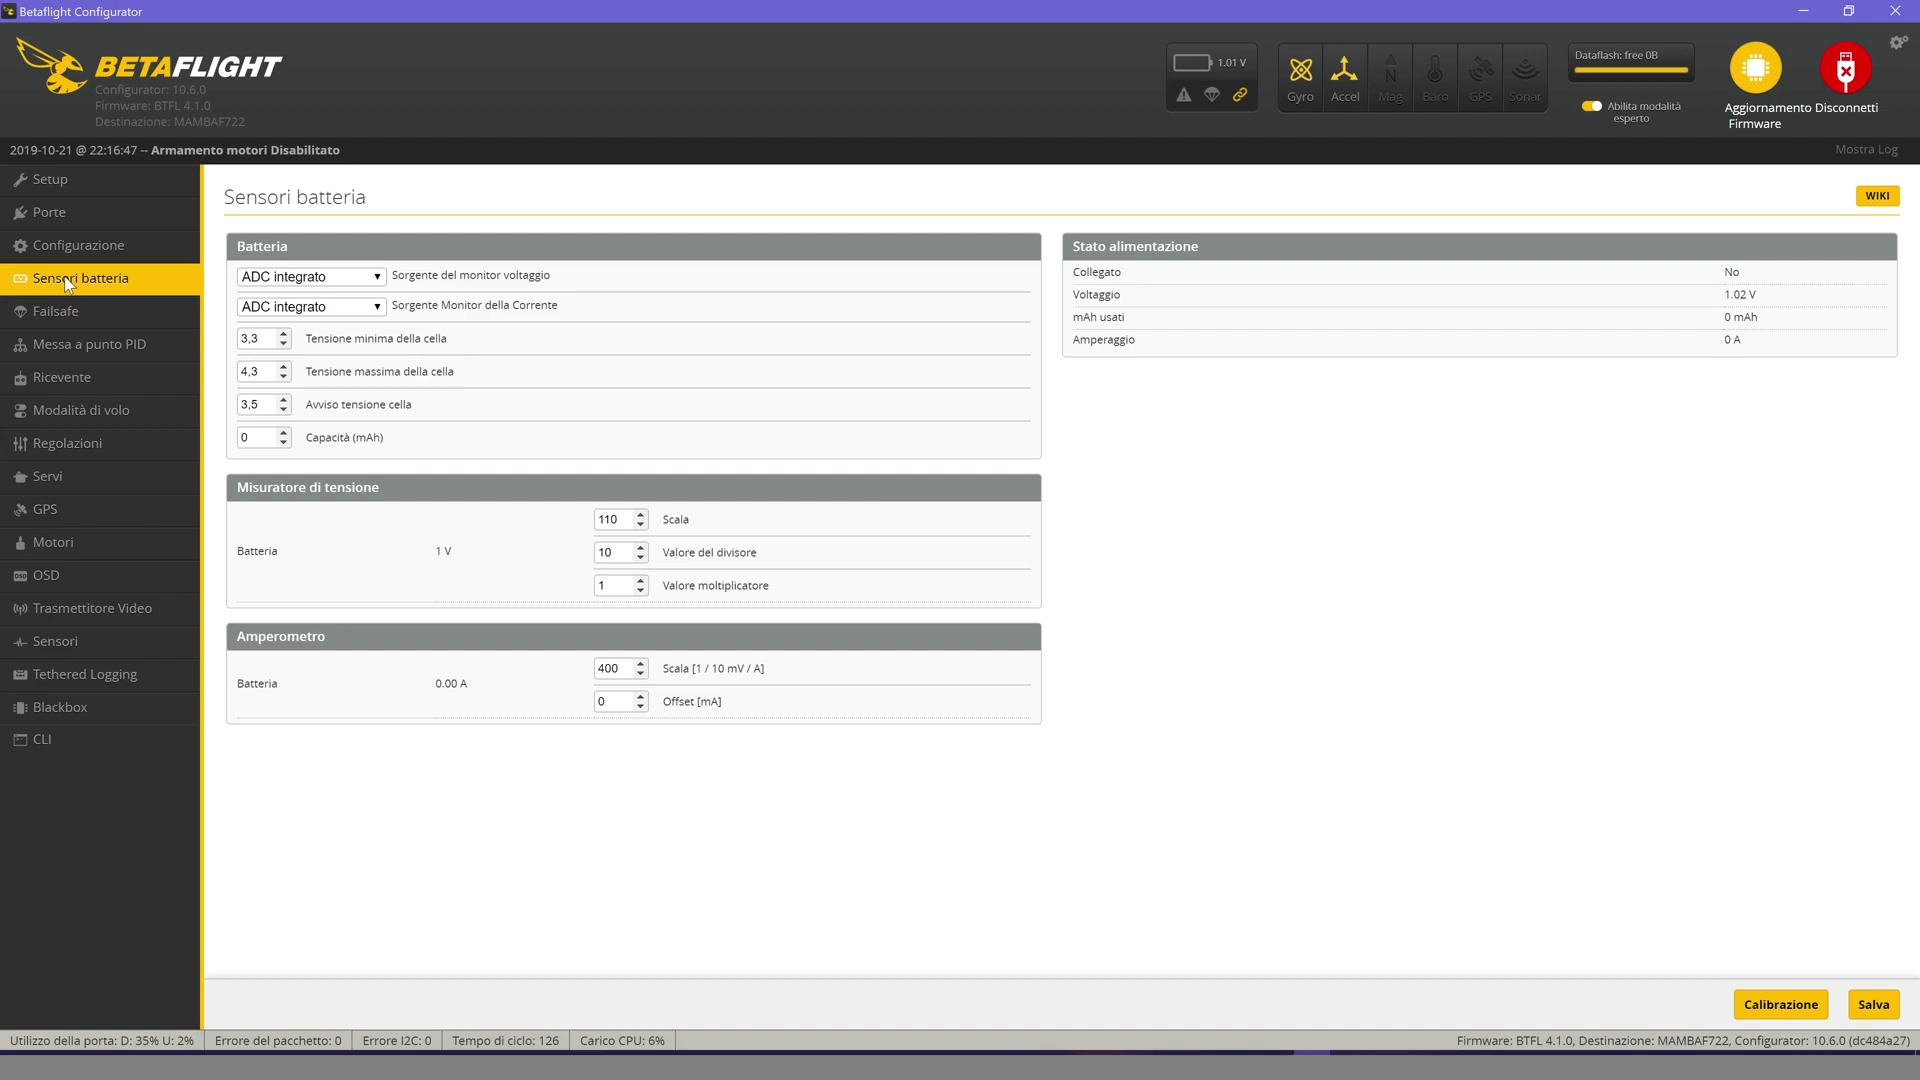 Betaflight Configurator
BETAFLIGHT
Configurator: 10.6.0
Firmware: BTFL 4.1.0
Destinazione: MAMBAF722
1.01 V
Gyro
Accel
Mag
Baro
GPS
Sonar
Dataflash: free 0B
Abilita modalità
esperto
Aggiornamento
Firmware
Disconnetti
2019-10-21 @ 22:16:47 -- Armamento motori Disabilitato
Mostra Log
Setup
Porte
Configurazione
Sensori batteria
Failsafe
Messa a punto PID
Ricevente
Modalità di volo
Regolazioni
Servi
GPS
Motori
OSD
Trasmettitore Video
Sensori
Tethered Logging
Blackbox
CLI
Sensori batteria
WIKI
Batteria
ADC integrato Sorgente del monitor voltaggio
ADC integrato Sorgente Monitor della Corrente
3,3 Tensione minima della cella
4,3 Tensione massima della cella
3,5 Avviso tensione cella
0 Capacità (mAh)
Misuratore di tensione
Batteria 1 V
110 Scala
10 Valore del divisore
1 Valore moltiplicatore
Amperometro
Batteria 0.00 A
400 Scala [1 / 10 mV / A]
0 Offset [mA]
Stato alimentazione
Collegato No
Voltaggio 1.02 V
mAh usati 0 mAh
Amperaggio 0 A
Calibrazione
Salva
Utilizzo della porta: D: 35% U: 2% Errore del pacchetto: 0 Errore I2C: 0 Tempo di ciclo: 126 Carico CPU: 6% Firmware: BTFL 4.1.0, Destinazione: MAMBAF722, Configurator: 10.6.0 (dc484a27)